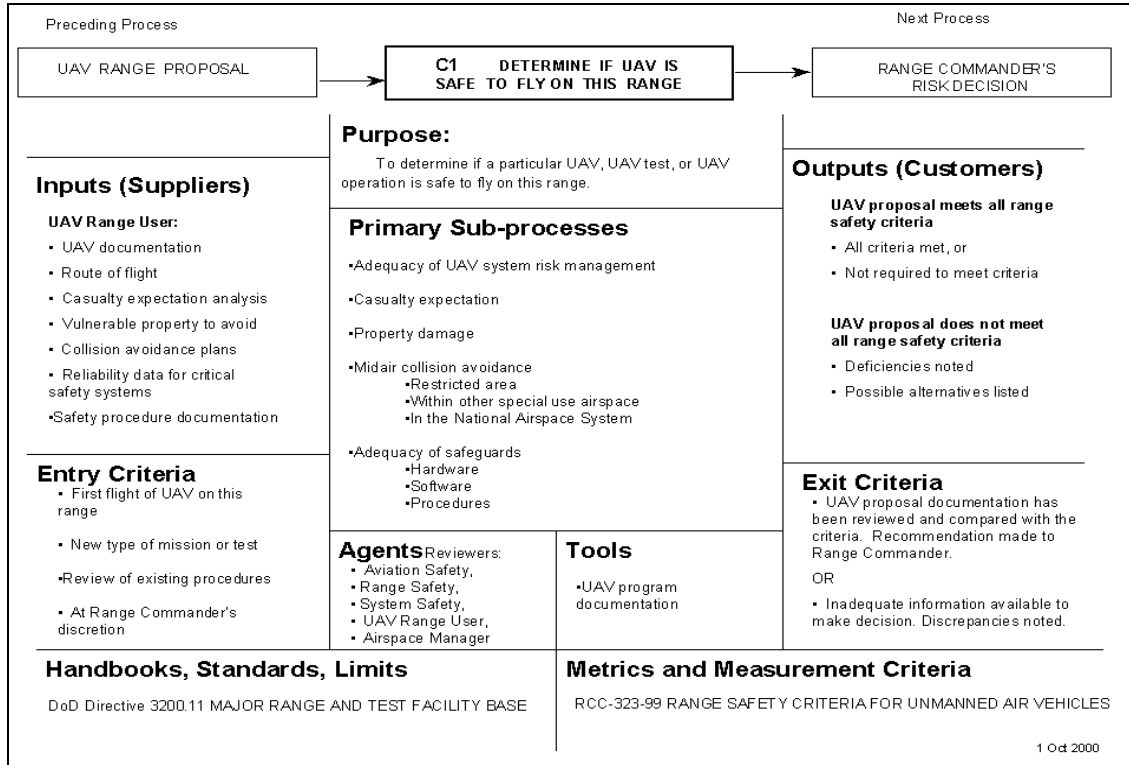 Preceding Process
Next Process
UAV RANGE PROPOSAL
C1 DETERMINE IF UAV IS
SAFE TO FLY ON THIS RANGE
RANGE COMMANDER'S
RISK DECISION
Inputs (Suppliers)
UAV Range User:
▪ UAV documentation
▪ Route of flight
▪ Casualty expectation analysis
▪ Vulnerable property to avoid
▪ Collision avoidance plans
▪ Reliability data for critical
safety systems
▪Safety procedure documentation
Entry Criteria
▪ First flight of UAV on this
range
▪ New type of mission or test
▪Review of existing procedures
▪ At Range Commander's
discretion
Purpose:
To determine if a particular UAV, UAV test, or UAV
operation is safe to fly on this range.
Primary Sub-processes
▪Adequacy of UAV system risk management
▪Casualty expectation
▪Property damage
▪Midair collision avoidance
▪Restricted area
▪Within other special use airspace
▪In the National Airspace System
▪Adequacy of safeguards
▪Hardware
▪Software
▪Procedures
Agents Reviewers:
▪ Aviation Safety,
▪ Range Safety,
▪ System Safety,
▪ UAV Range User,
▪ Airspace Manager
Tools
▪UAV program
documentation
Outputs (Customers)
UAV proposal meets all range
safety criteria
▪ All criteria met, or
▪ Not required to meet criteria
UAV proposal does not meet
all range safety criteria
▪ Deficiencies noted
▪ Possible alternatives listed
Exit Criteria
▪ UAV proposal documentation has
been reviewed and compared with the
criteria. Recommendation made to
Range Commander.
OR
▪ Inadequate information available to
make decision. Discrepancies noted.
Handbooks, Standards, Limits
DoD Directive 3200.11 MAJOR RANGE AND TEST FACILITY BASE
Metrics and Measurement Criteria
RCC-323-99 RANGE SAFETY CRITERIA FOR UNMANNED AIR VEHICLES
1 Oct 2000